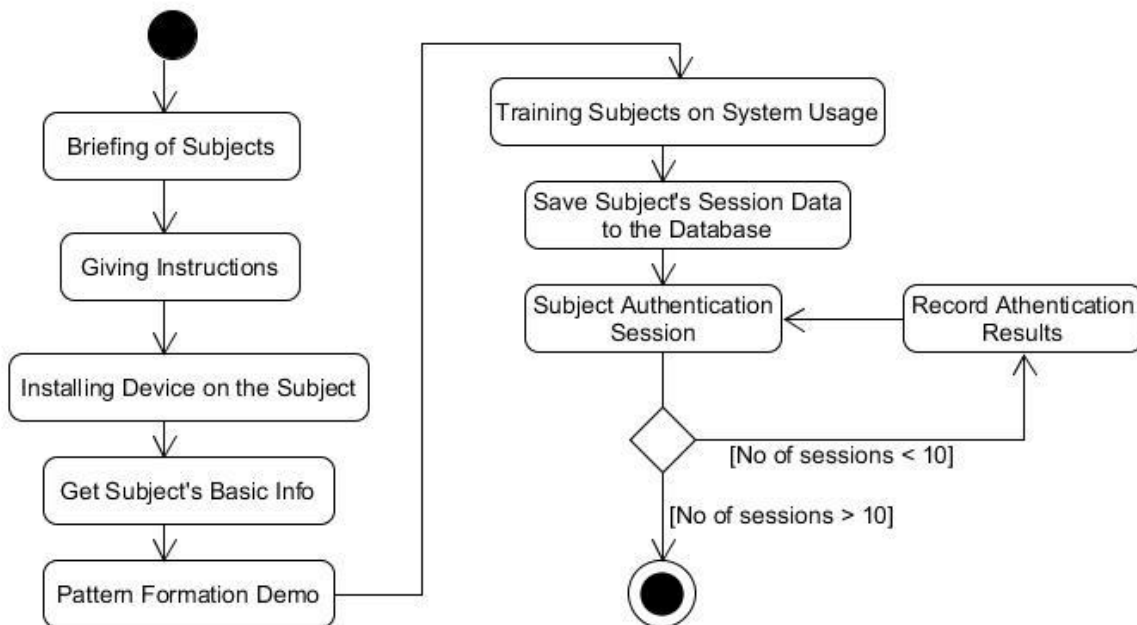 Briefing of Subjects
Giving Instructions
Installing Device on the Subject
Get Subject's Basic Info
Pattern Formation Demo
Training Subjects on System Usage
Save Subject's Session Data
to the Database
Subject Authentication
Session
Record Athentication
Results
[No of sessions < 10]
[No of sessions > 10]